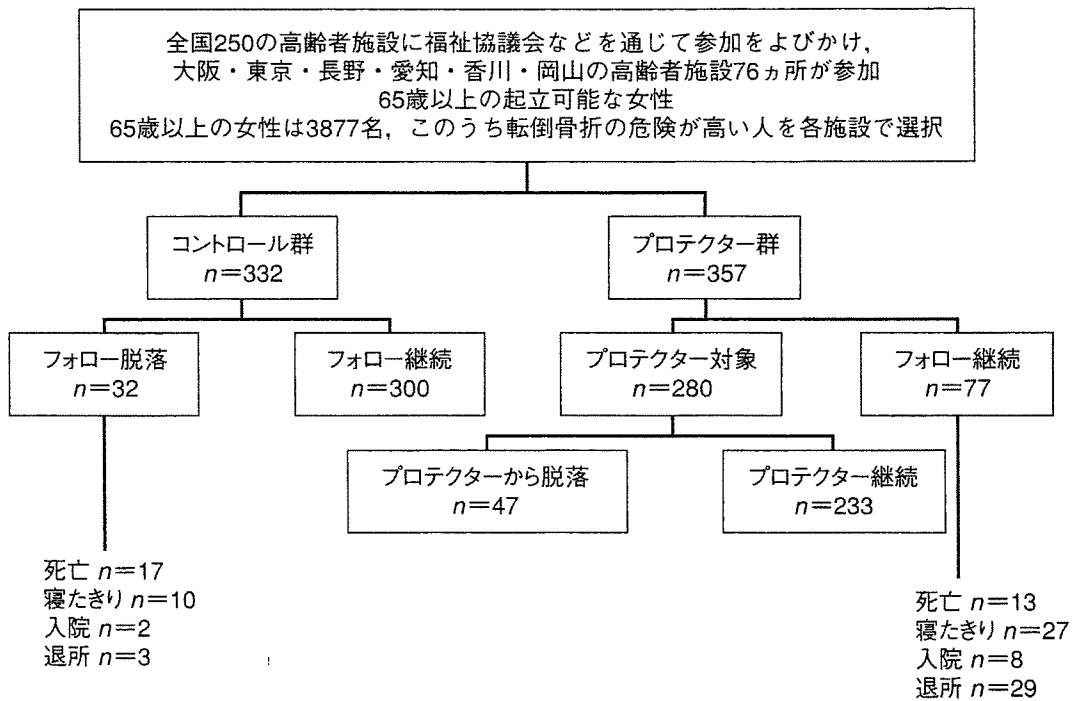 全国250の高齢者施設に福祉協議会などを通じて参加をよびかけ，
大阪・東京・長野・愛知・香川・岡山の高齢者施設76ヵ所が参加
65歳以上の起立可能な女性
65歳以上の女性は3877名，このうち転倒骨折の危険が高い人を各施設で選択
コントロール群
n＝332
プロテクター群
n＝357
フォロー脱落
n＝32
フォロー継続
n＝300
プロテクター対象
n＝280
フォロー継続
n＝77
プロテクターから脱落
n＝47
プロテクター継続
n＝233
死亡 n＝17
寝たきり n＝10
入院 n＝2
退所 n＝3
死亡 n＝13
寝たきり n＝27
入院 n＝8
退所 n＝29